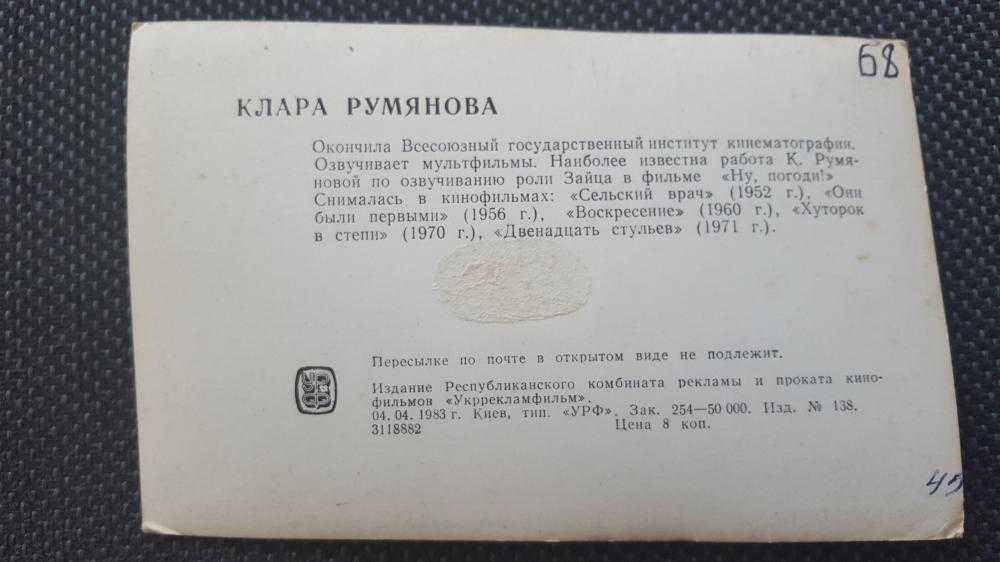 68
КЛАРА РУМЯНОВА
Окончила Всесоюзный государственный институт кинематографии.
Озвучивает мультфильмы. Наиболее известна работа К. Румя-
новой по озвучиванию роли Зайца в фильме «Ну, погоди!»
Снималась в кинофильмах: «Сельский врач» (1952 г.), «Они
были первыми» (1956 г.), «Воскресение» (1960 г.), «Хуторок
в степи» (1970 г.), «Двенадцать стульев» (1971 г.).
Пересылке по почте в открытом виде не подлежит.
Издание Республиканского комбината рекламы и проката кино-
фильмов «Укррекламфильм».
04.04.1983 г. Киев, тип. «УРФ». Зак. 254—50 000. Изд. № 138.
3118882 Цена 8 коп.